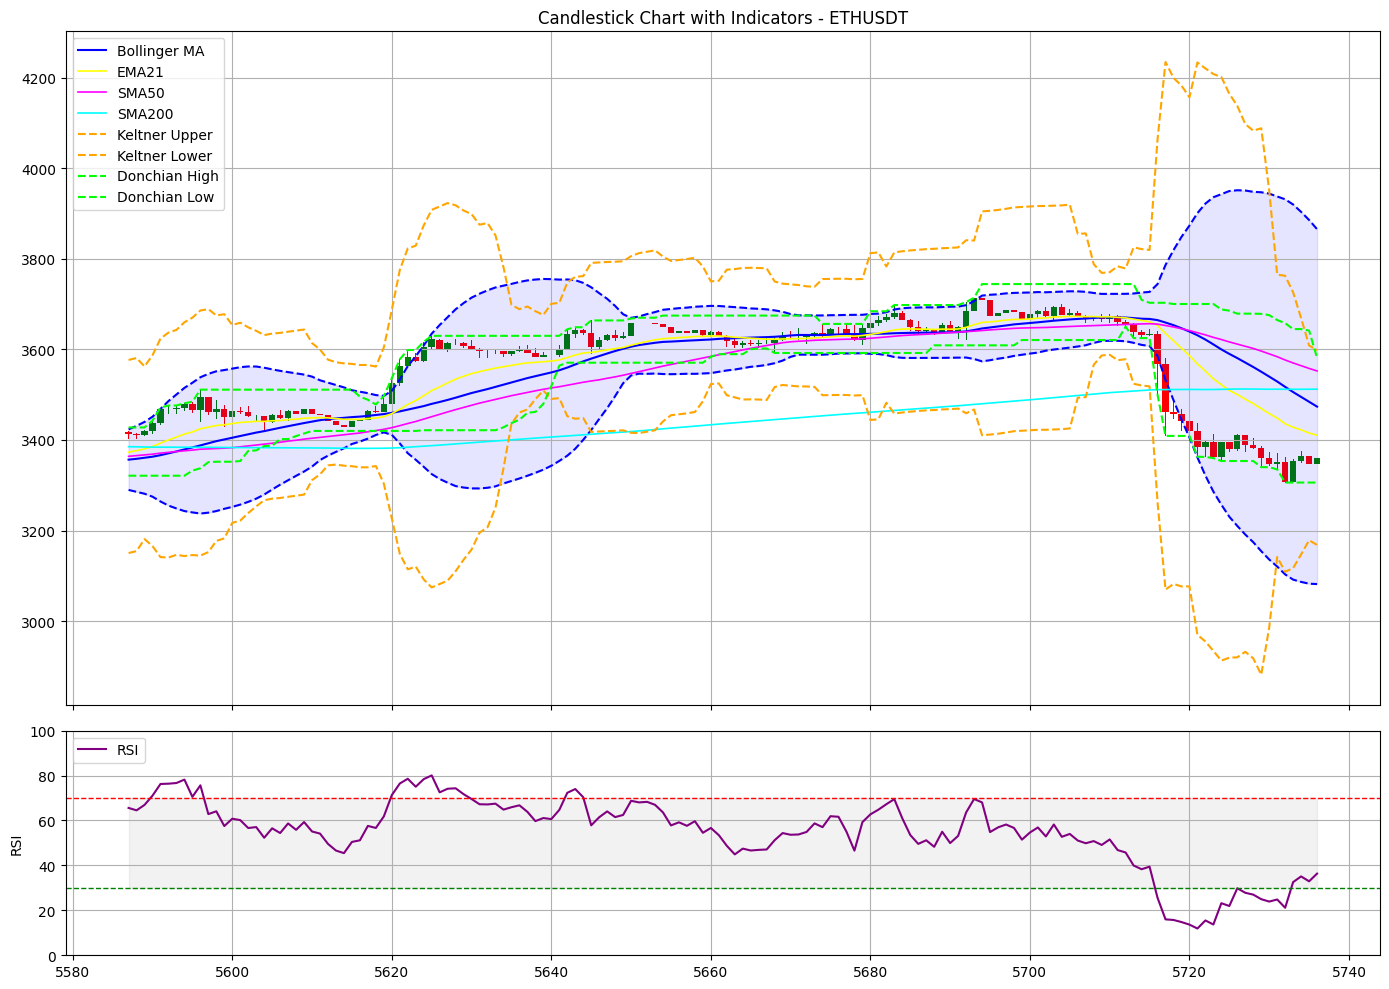 Candlestick Chart with Indicators - ETHUSDT
Bollinger MA
EMA21
SMA50
SMA200
Keltner Upper
Keltner Lower
Donchian High
Donchian Low
4200
4000
3800
3600
3400
3200
3000
RSI
100
80
60
40
20
0
RSI
5580 5600 5620 5640 5660 5680 5700 5720 5740